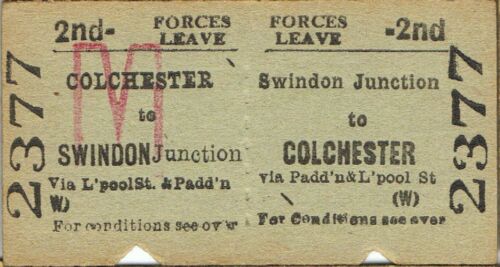 2377
2nd-
FORCES
LEAVE
COLCHESTER
M
to
SWINDON Junction
Via L'pool St. & Padd'n
W)
For conditions see over
FORCES
LEAVE
-2nd
Swindon Junction
to
COLCHESTER
via Padd'n & L'pool St
(W)
For Conditions see over
2377